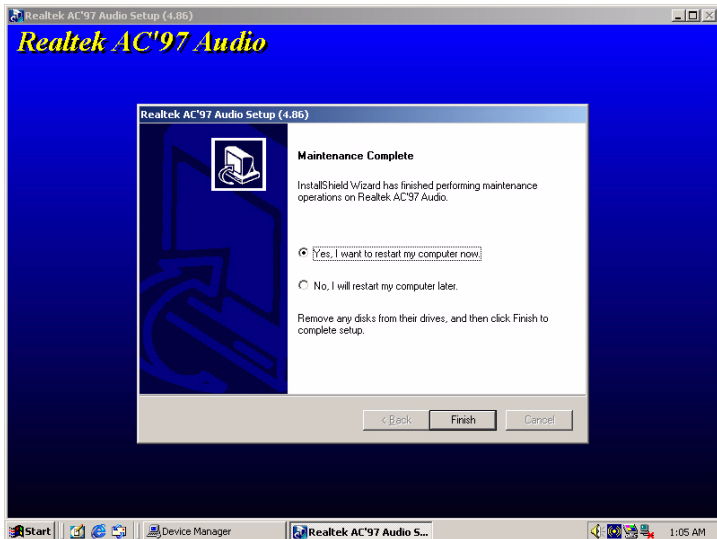 Realtek AC'97 Audio Setup (4.86)
Realtek AC'97 Audio
Realtek AC'97 Audio Setup (4.86)
Maintenance Complete
InstallShield Wizard has finished performing maintenance
operations on Realtek AC'97 Audio.
Yes, I want to restart my computer now.
No, I will restart my computer later.
Remove any disks from their drives, and then click Finish to
complete setup.
< Back
Finish
Cancel
Start
Device Manager
Realtek AC'97 Audio S...
1:05 AM